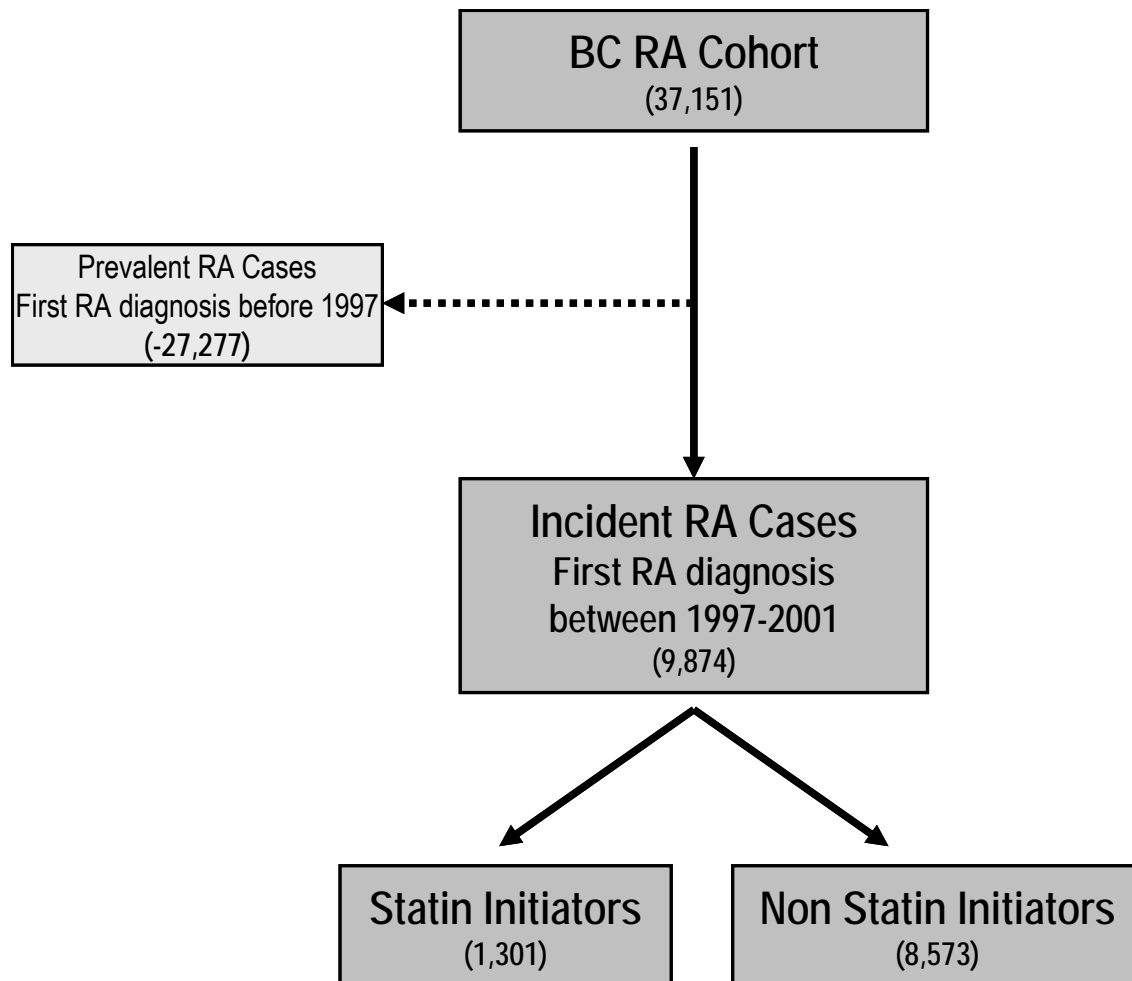 BC RA Cohort
(37,151)
Prevalent RA Cases
First RA diagnosis before 1997
(-27,277)
Incident RA Cases
First RA diagnosis
between 1997-2001
(9,874)
Statin Initiators
(1,301)
Non Statin Initiators
(8,573)